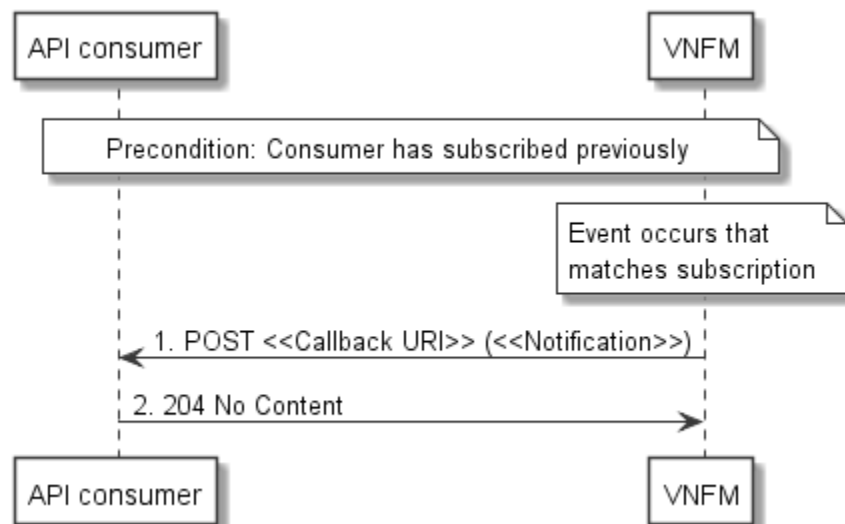 API consumer
VNFM
Precondition: Consumer has subscribed previously
Event occurs that
matches subscription
1. POST <<Callback URI>> (<<Notification>>)
2. 204 No Content
API consumer
VNFM